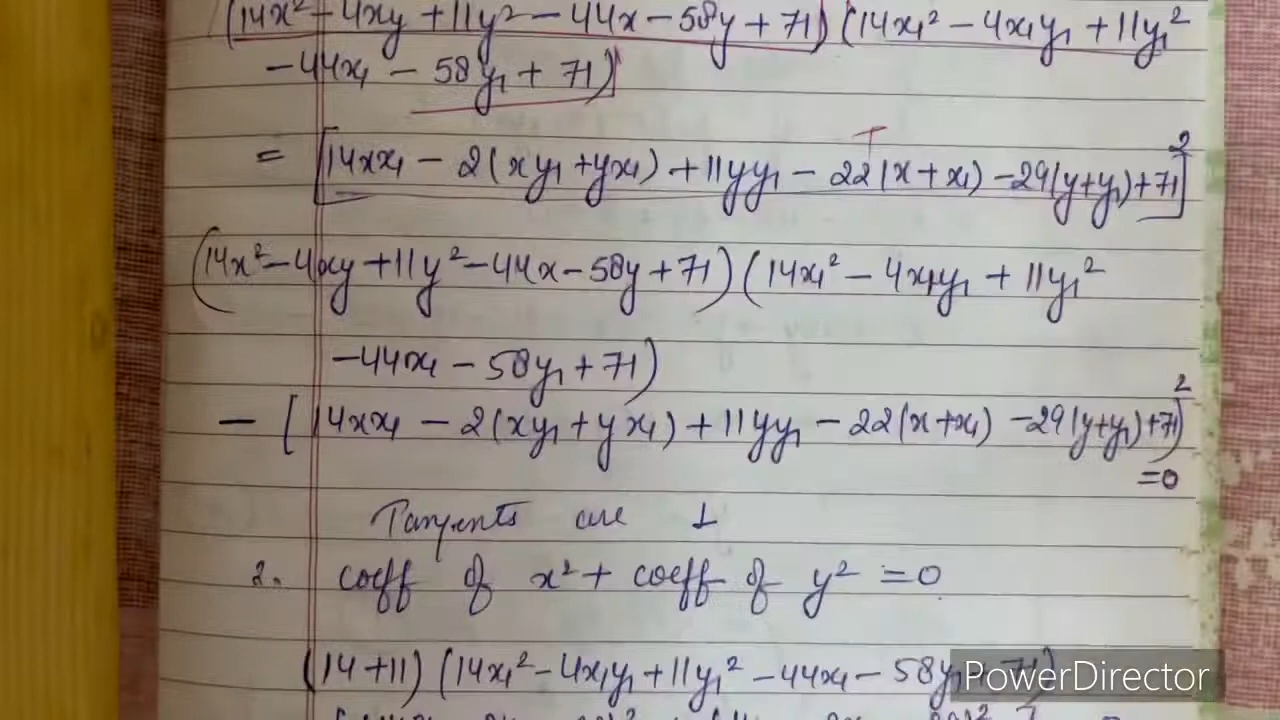 (14x² - 4xy + 11y² - 44x - 58y + 71) (14x₁² - 4x₁y₁ + 11y₁²
- 44x₁ - 58y₁ + 71)
= [14xx₁ - 2(xy₁ + yx₁) + 11yy₁ - 22(x + x₁) - 29(y+y₁) + 71]²
(14x² - 4xy + 11y² - 44x - 58y + 71) (14x₁² - 4x₁y₁ + 11y₁²
- 44x₁ - 58y₁ + 71)
- [14xx₁ - 2(xy₁ + yx₁) + 11yy₁ - 22(x+x₁) - 29(y+y₁) + 71)²
=0
Tangents are ⊥
coeff of x² + coeff of y² = 0
(14 + 11) (14x₁² - 4x₁y₁ + 11y₁² - 44x₁ - 58y₁ + 71)
PowerDirector